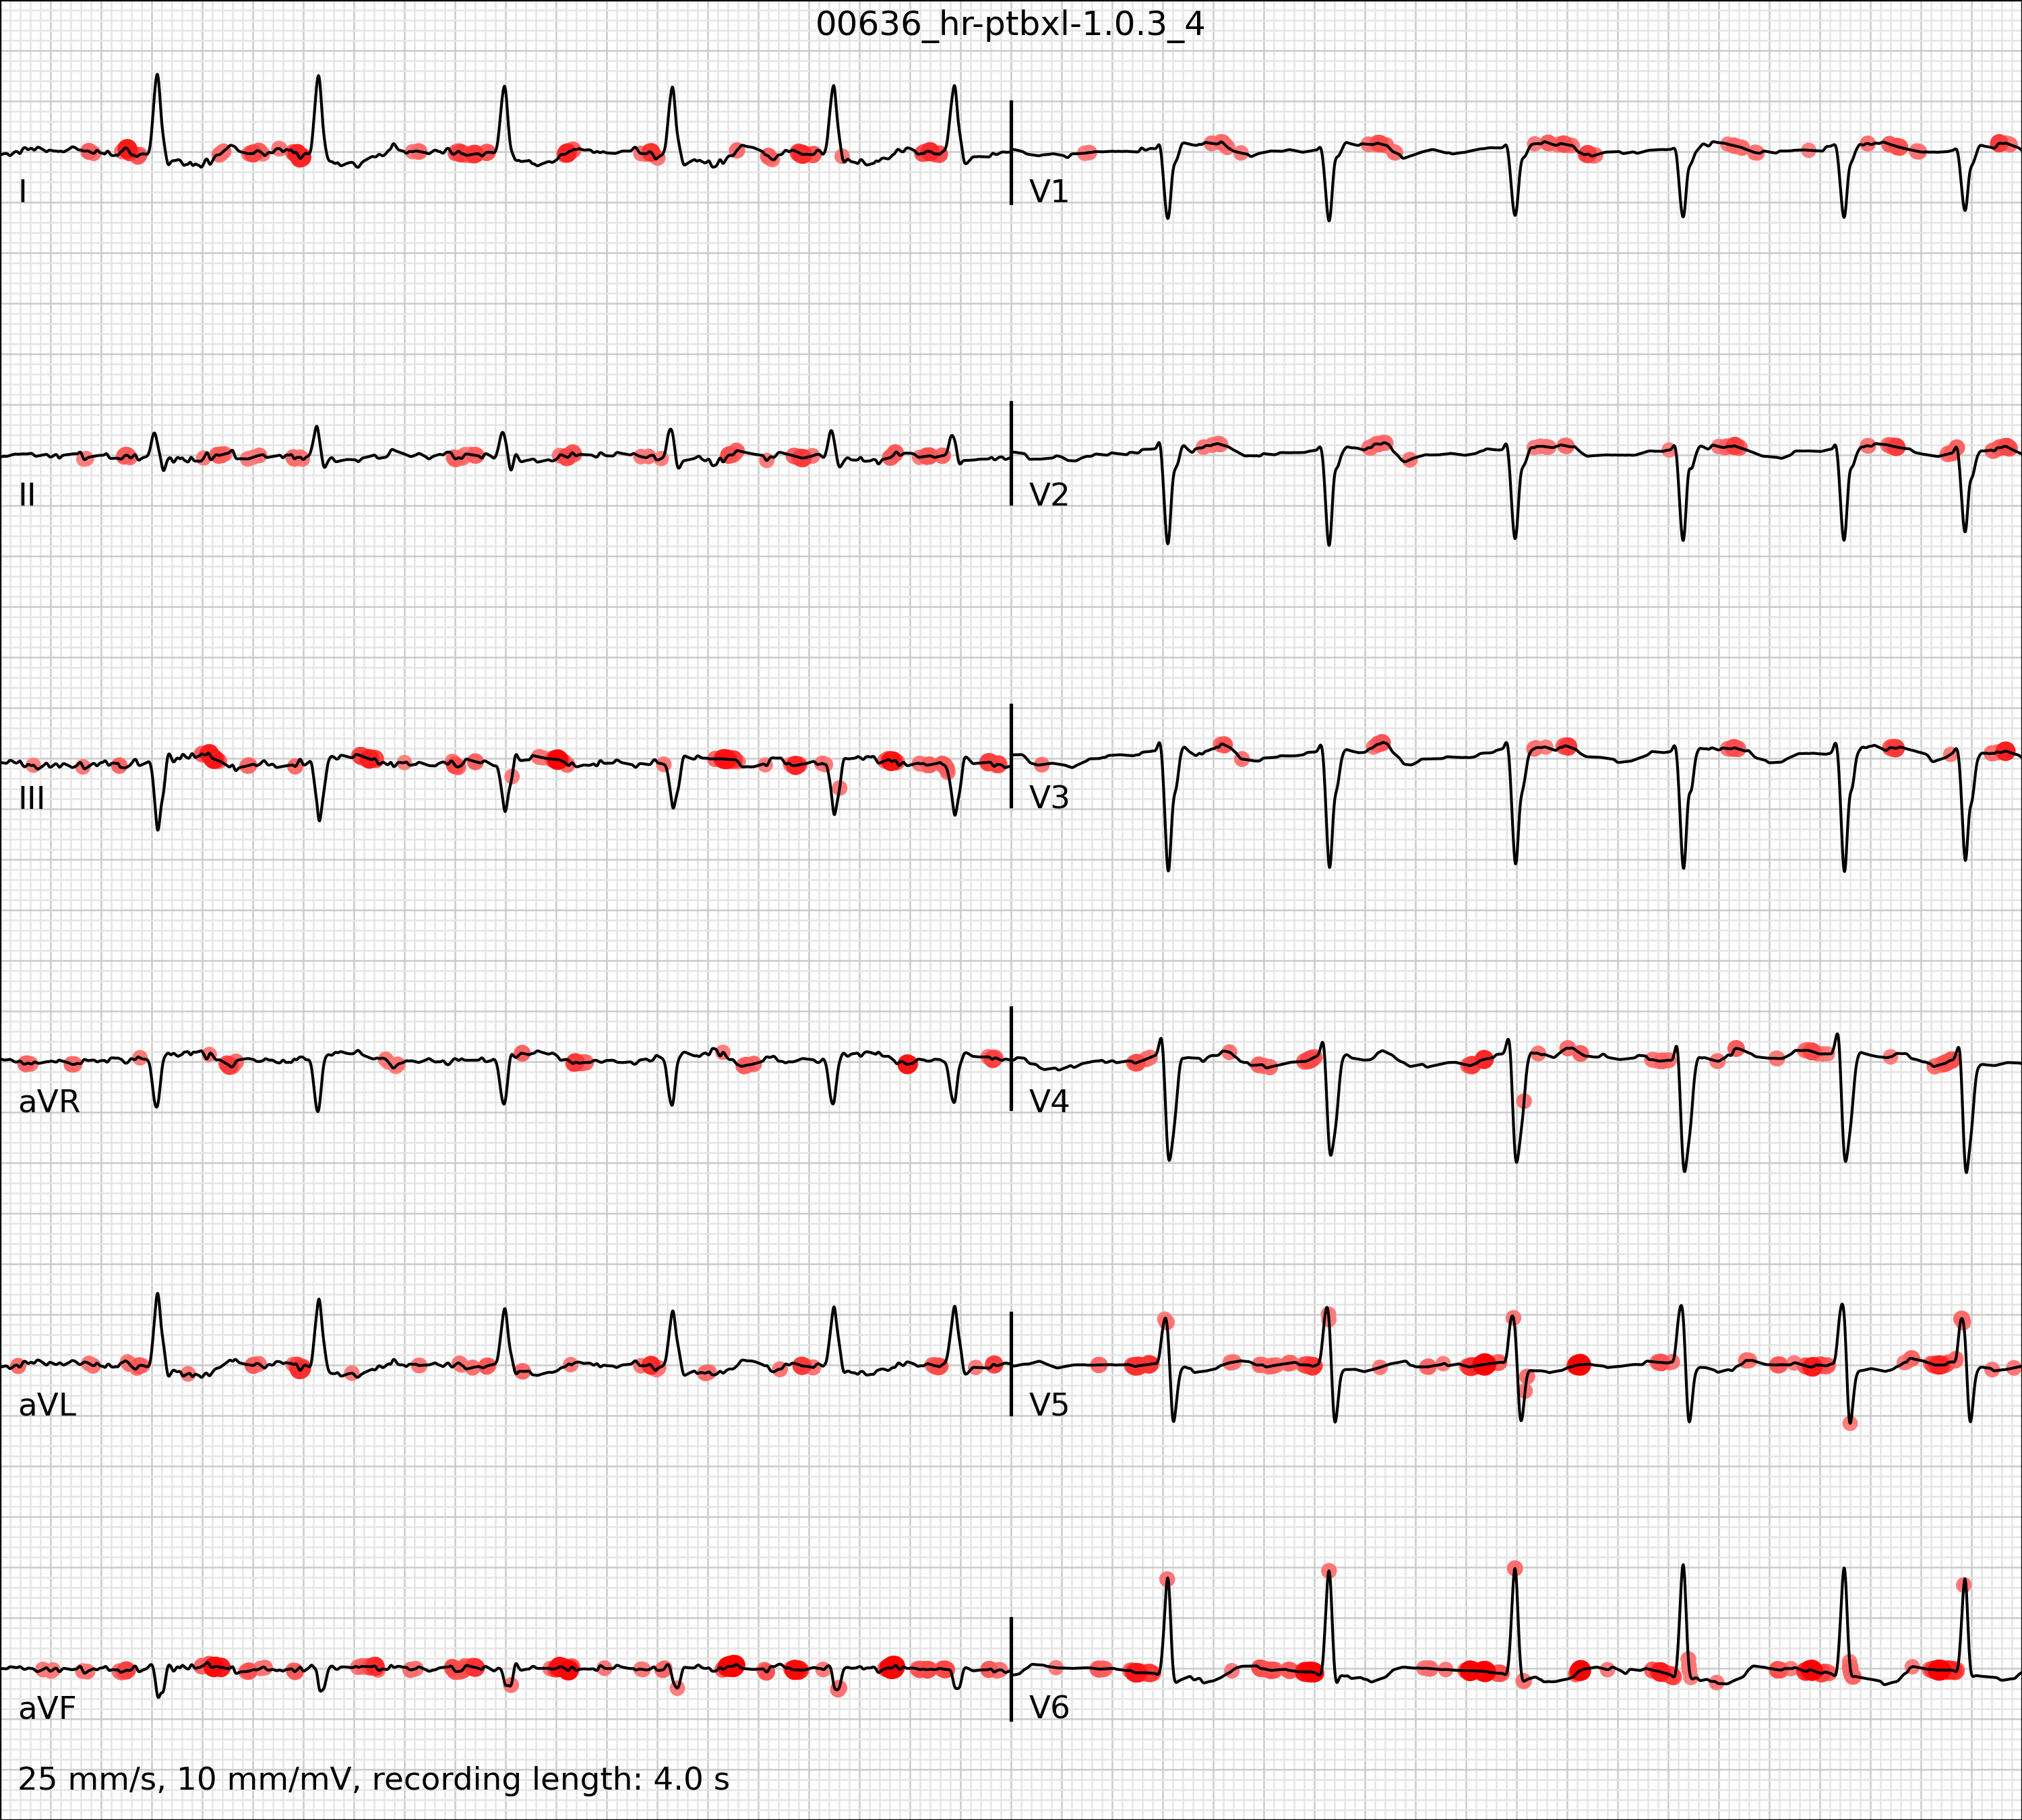 00636_hr-ptbxl-1.0.3_4
I
V1
II
V2
III
V3
aVR
V4
aVL
V5
aVF
V6
25 mm/s, 10 mm/mV, recording length: 4.0 s